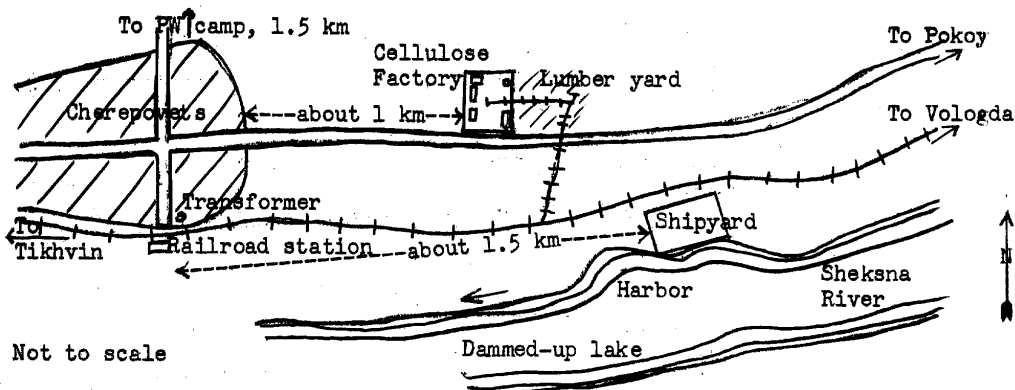 To PW camp, 1.5 km
To Pokoy
Cellulose
Factory
Lumber yard
Cherepovets
about 1 km
To Vologda
Transformer
To
Tikhvin
Railroad station
about 1.5 km
Shipyard
N
Harbor
Sheksna
River
Not to scale
Dammed-up lake